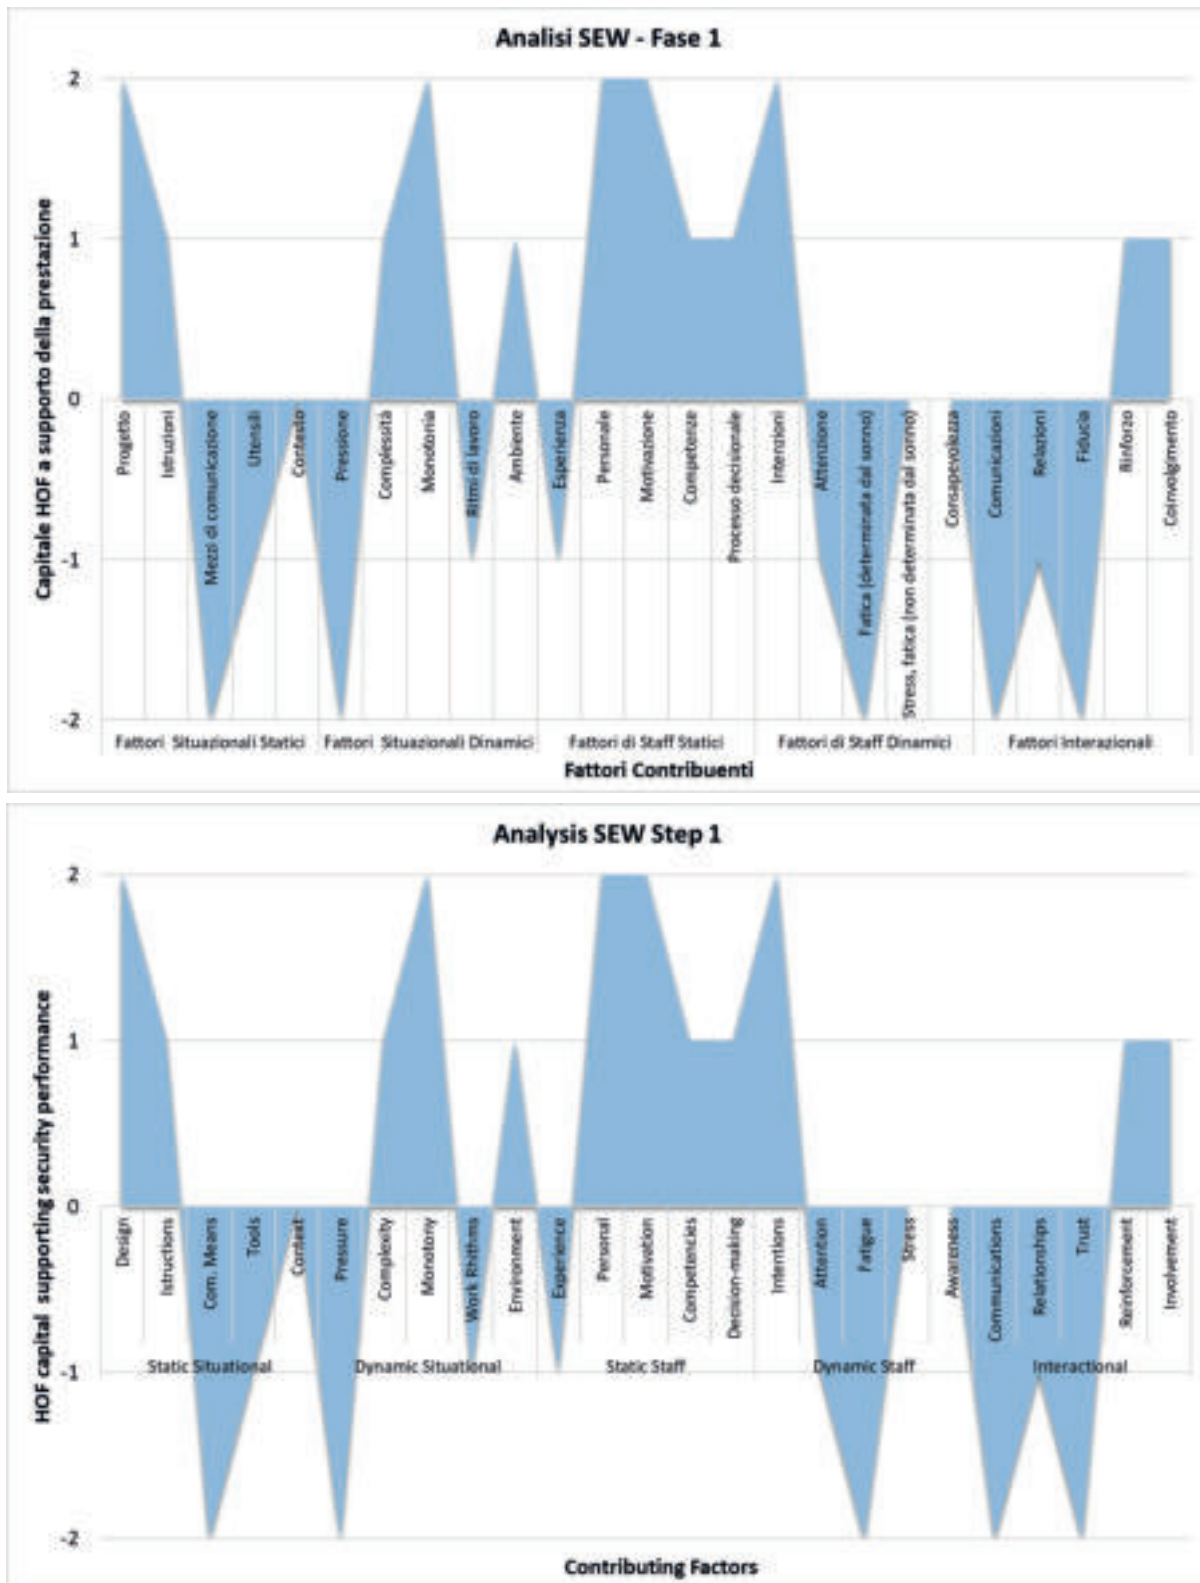 Analisi SEW - Fase 1
Capitale HOF a supporto della prestazione
2
1
0
-1
-2
Progetto
Istruzioni
Mezzi di comunicazione
Utensili
Contesto
Pressione
Complessità
Monotonia
Ritmi di lavoro
Ambiente
Esperienza
Personale
Motivazione
Competenze
Processo decisionale
Intenzioni
Attenzione
Fatica (determinata dal sonno)
Stress, fatica (non determinata dal sonno)
Consapevolezza
Comunicazioni
Relazioni
Fiducia
Rinforzo
Coinvolgimento
Fattori Situazionali Statici
Fattori Situazionali Dinamici
Fattori di Staff Statici
Fattori di Staff Dinamici
Fattori Interazionali
Fattori Contribuenti
Analysis SEW Step 1
HOF capital supporting security performance
2
1
0
-1
-2
Design
Istructions
Com. Means
Tools
Context
Pressure
Complexity
Monotony
Work Rhythms
Environment
Experience
Personal
Motivation
Competencies
Decision-making
Intentions
Attention
Fatigue
Stress
Awareness
Communications
Relationships
Trust
Reinforcement
Involvement
Static Situational
Dynamic Situational
Static Staff
Dynamic Staff
Interactional
Contributing Factors